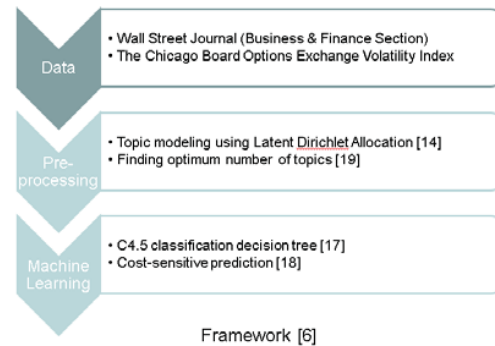 Data
• Wall Street Journal (Business & Finance Section)
• The Chicago Board Options Exchange Volatility Index
Pre-
processing
• Topic modeling using Latent Dirichlet Allocation [14]
• Finding optimum number of topics [19]
Machine
Learning
• C4.5 classification decision tree [17]
• Cost-sensitive prediction [18]
Framework [6]